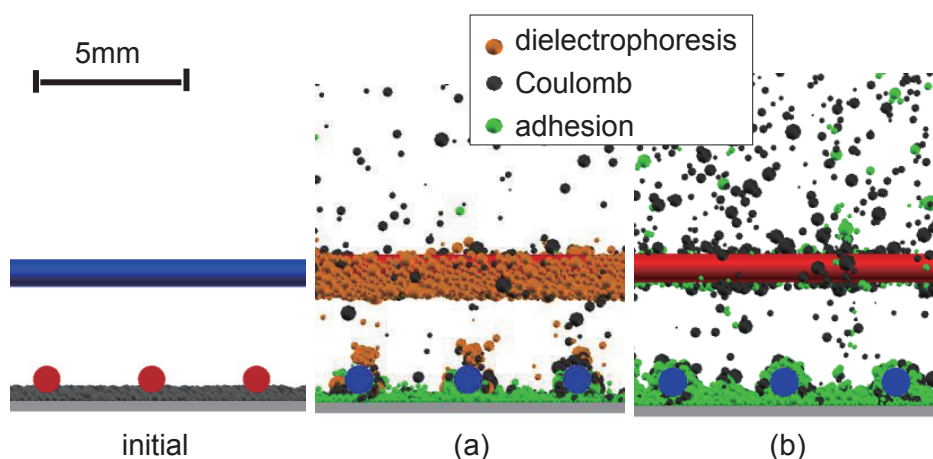 5mm
dielectrophoresis
Coulomb
adhesion
initial
(a)
(b)